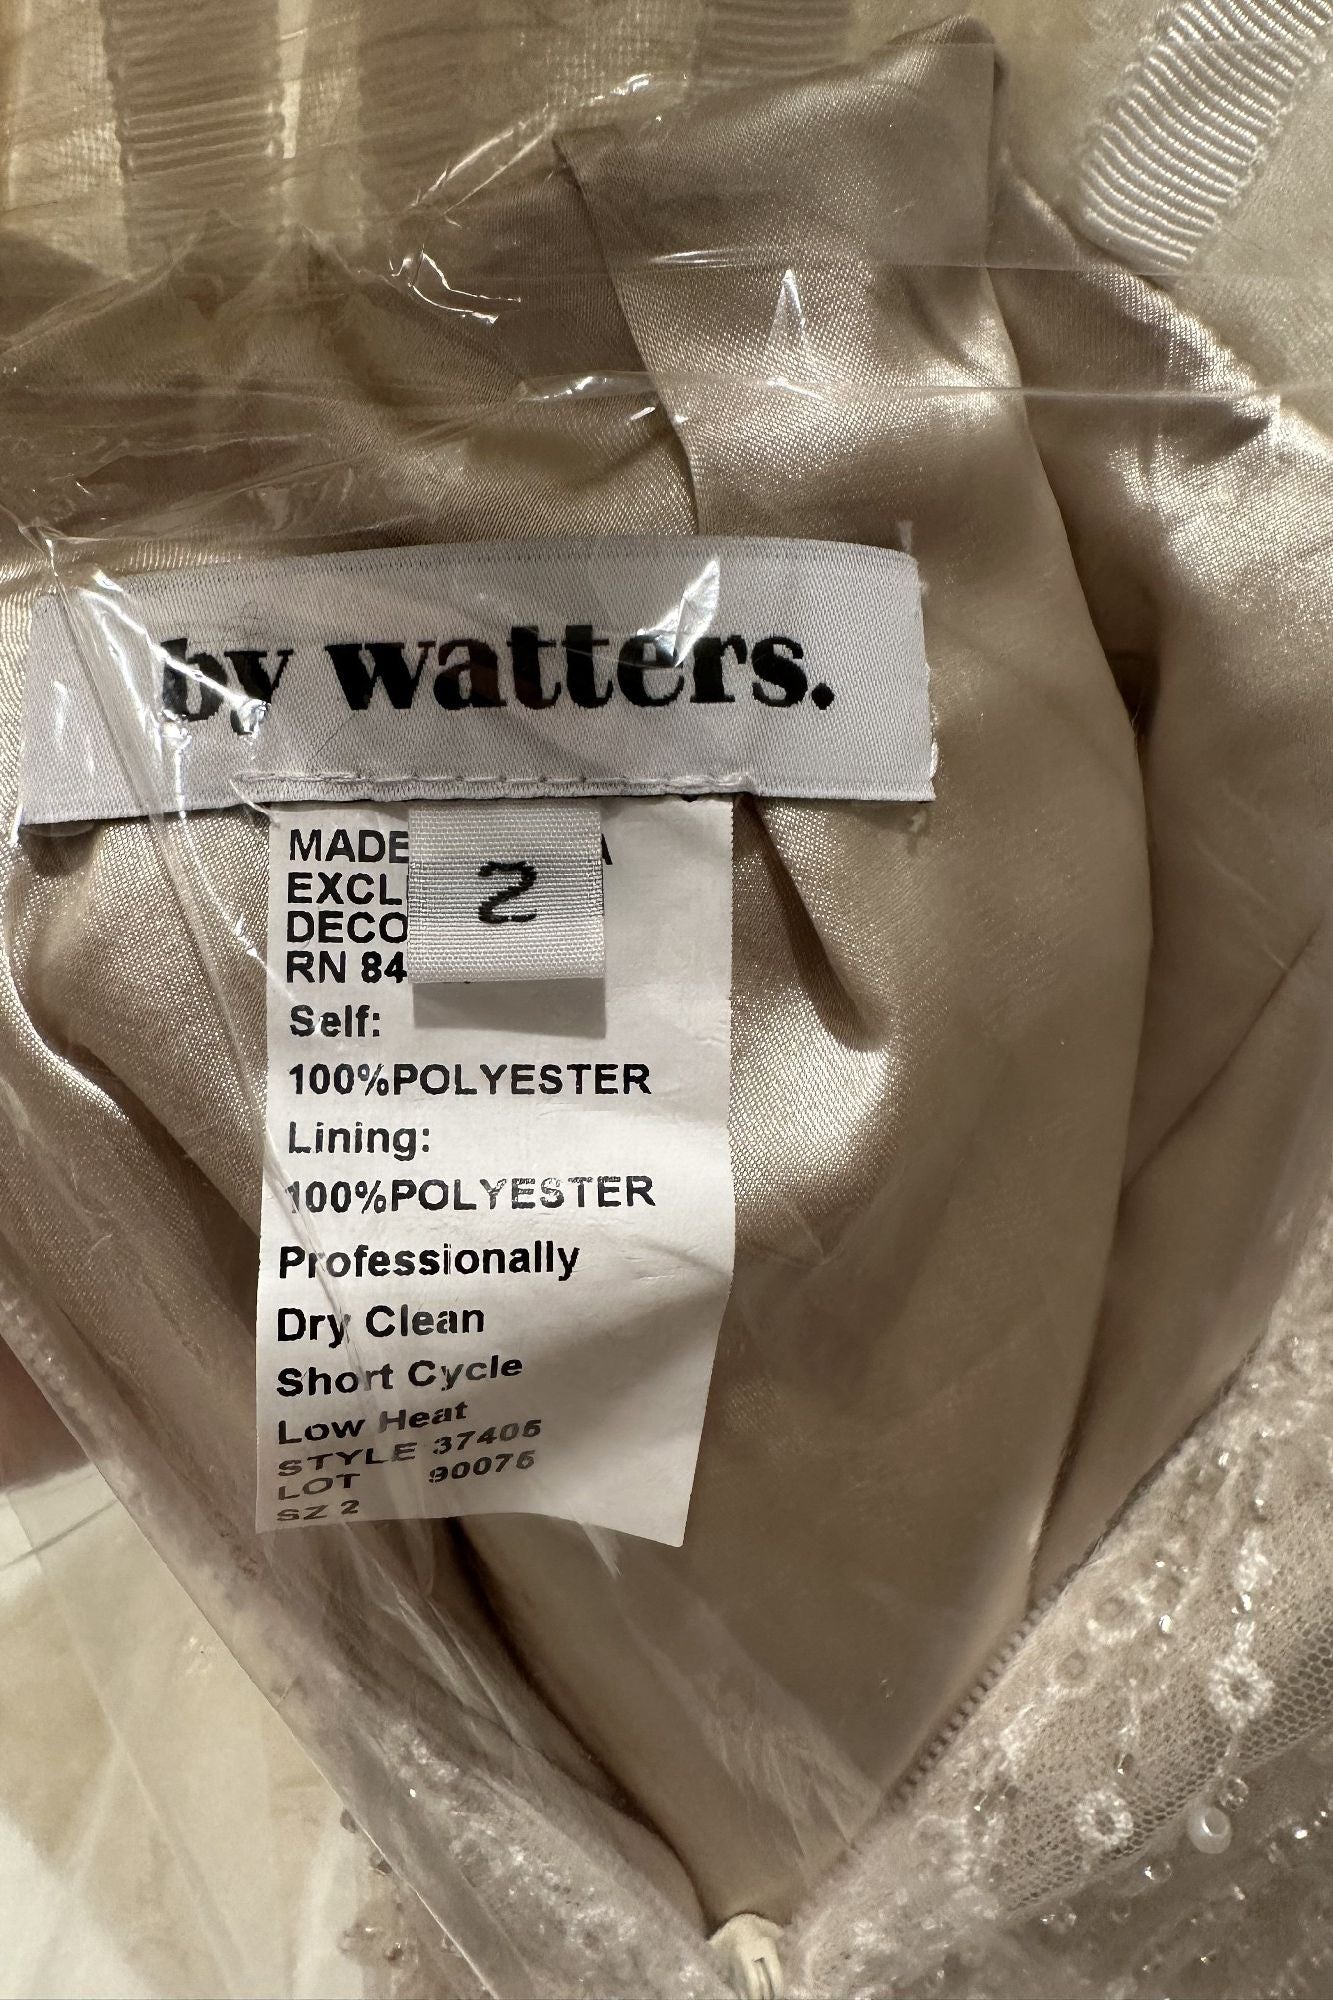 by watters.
2
MADE
EXCL
DECO
RN 84
Self:
100%POLYESTER
Lining:
100%POLYESTER
Professionally
Dry Clean
Short Cycle
Low Heat
STYLE 37405
LOT 90075
SZ 2